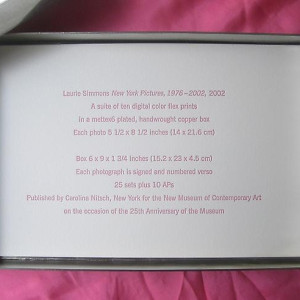 Laurie Simmons New York Pictures, 1976–2002, 2002
A suite of ten digital color flex prints
in a metkote plated, handwrought copper box
Each photo 5 1/2 x 8 1/2 inches (14 x 21.6 cm)
Box 6 x 9 x 1 3/4 inches (15.2 x 23 x 4.5 cm)
Each photograph is signed and numbered verso
25 sets plus 10 APs
Published by Carolina Nitsch, New York for the New Museum of Contemporary Art
on the occasion of the 25th Anniversary of the Museum